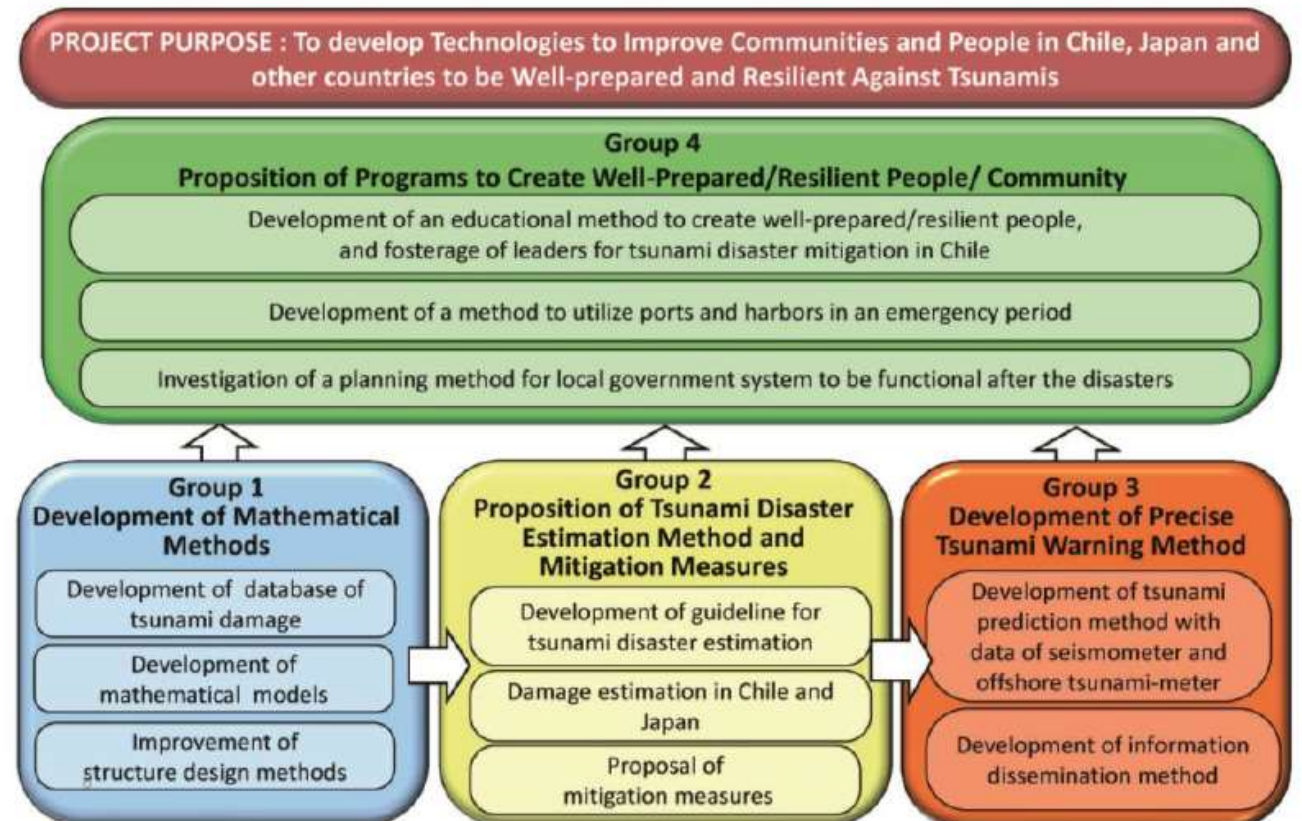 PROJECT PURPOSE : To develop Technologies to Improve Communities and People in Chile, Japan and
other countries to be Well-prepared and Resilient Against Tsunamis
Group 4
Proposition of Programs to Create Well-Prepared/Resilient People/ Community
Development of an educational method to create well-prepared/resilient people,
and fosterage of leaders for tsunami disaster mitigation in Chile
Development of a method to utilize ports and harbors in an emergency period
Investigation of a planning method for local government system to be functional after the disasters
Group 1
Development of Mathematical
Methods
Development of database of
tsunami damage
Development of
mathematical models
Improvement of
structure design methods
Group 2
Proposition of Tsunami Disaster
Estimation Method and
Mitigation Measures
Development of guideline for
tsunami disaster estimation
Damage estimation in Chile and
Japan
Proposal of
mitigation measures
Group 3
Development of Precise
Tsunami Warning Method
Development of tsunami
prediction method with
data of seismometer and
offshore tsunami-meter
Development of information
dissemination method